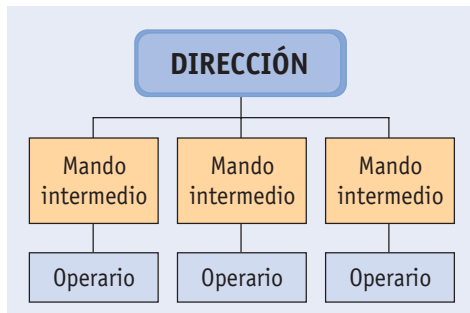 DIRECCIÓN
Mando
intermedio
Mando
intermedio
Mando
intermedio
Operario
Operario
Operario